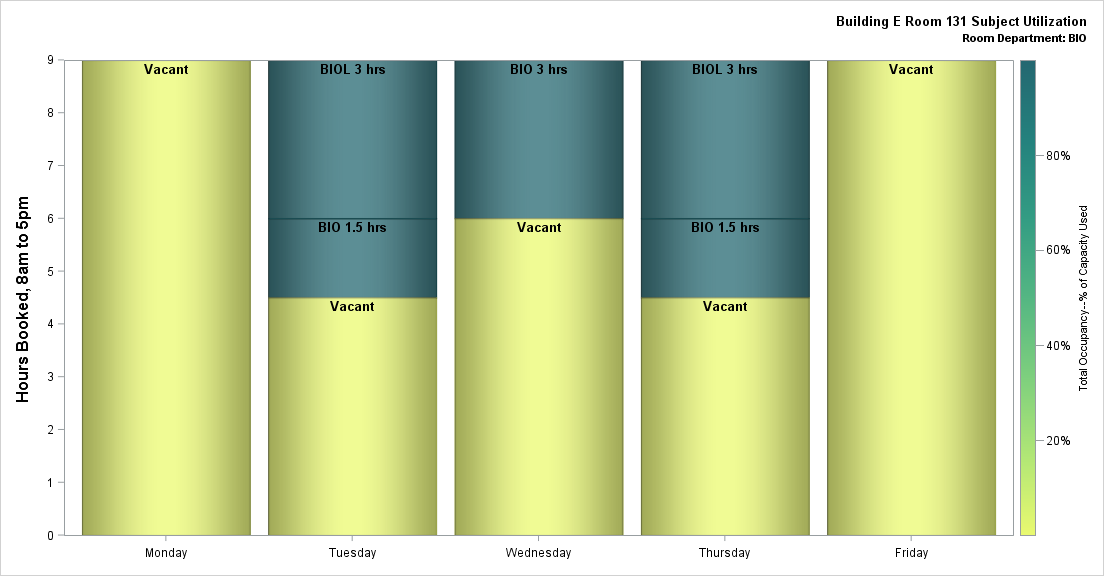 Building E Room 131 Subject Utilization
Room Department: BIO
Hours Booked, 8am to 5pm
9
8
7
6
5
4
3
2
1
0
Vacant
BIOL 3 hrs
BIO 1.5 hrs
Vacant
BIO 3 hrs
Vacant
BIOL 3 hrs
BIO 1.5 hrs
Vacant
Vacant
Monday
Tuesday
Wednesday
Thursday
Friday
80%
60%
40%
20%
Total Occupancy--% of Capacity Used